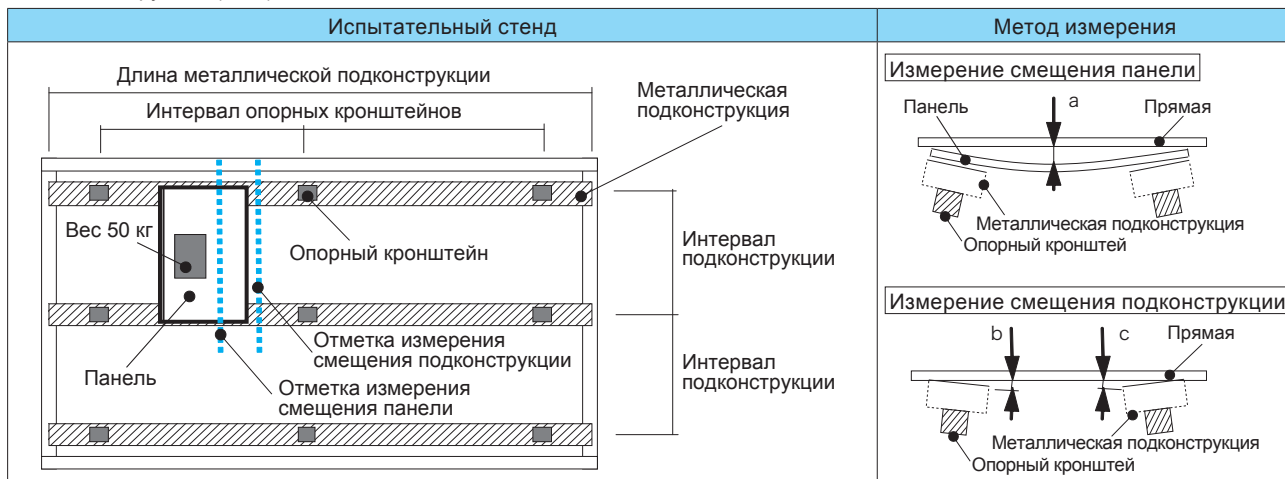 Испытательный стенд
Метод измерения
Длина металлической подконструкции
Интервал опорных кронштейнов
Металлическая
подконструкция
Вес 50 кг
Опорный кронштейн
Интервал
подконструкции
Отметка измерения
смещения подконструкции
Панель
Отметка измерения
смещения панели
Интервал
подконструкции
Измерение смещения панели
Панель
a
Прямая
Металлическая подконструкция
Опорный кронштей
Измерение смещения подконструкции
b
c
Прямая
Металлическая подконструкция
Опорный кронштей